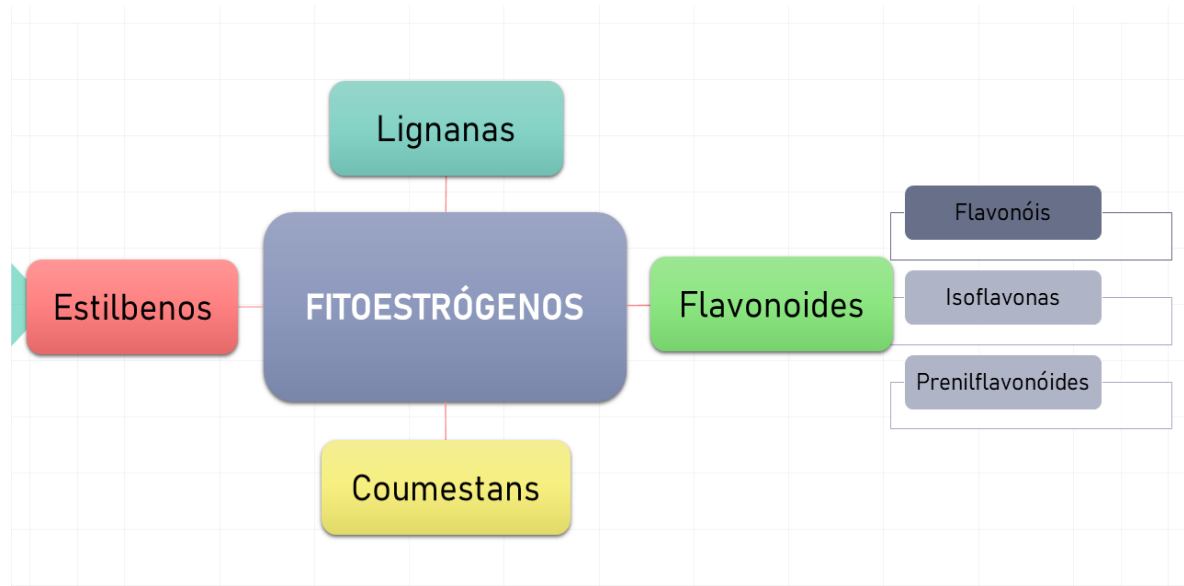 Lignanas
Flavonóis
Estilbenos
FITOESTRÓGENOS
Flavonoides
Isoflavonas
Prenilflavonóides
Coumestans